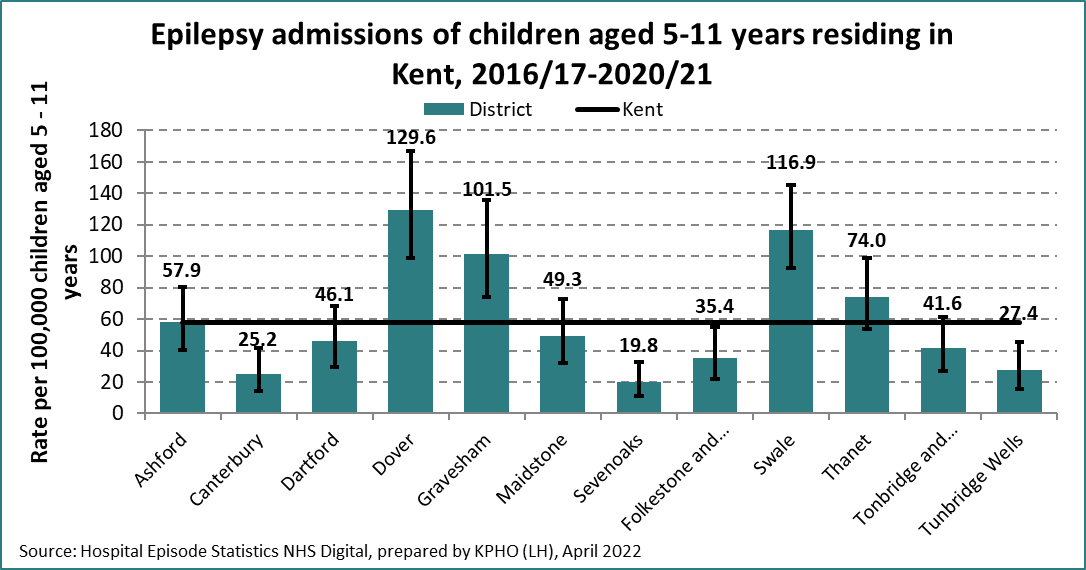 Epilepsy admissions of children aged 5-11 years residing in
Kent, 2016/17-2020/21
District
Kent
Rate per 100,000 children aged 5 - 11
years
180
160
140
120
100
80
60
40
20
0
57.9
25.2
46.1
129.6
101.5
49.3
19.8
35.4
116.9
74.0
41.6
27.4
Ashford
Canterbury
Dartford
Dover
Gravesham
Maidstone
Sevenoaks
Folkestone and...
Swale
Thanet
Tonbridge and...
Tunbridge Wells
Source: Hospital Episode Statistics NHS Digital, prepared by KPHO (LH), April 2022